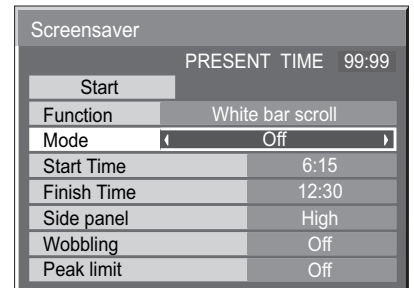 Screensaver
PRESENT TIME 99:99
Start
Function White bar scroll
Mode Off
Start Time 6:15
Finish Time 12:30
Side panel High
Wobbling Off
Peak limit Off